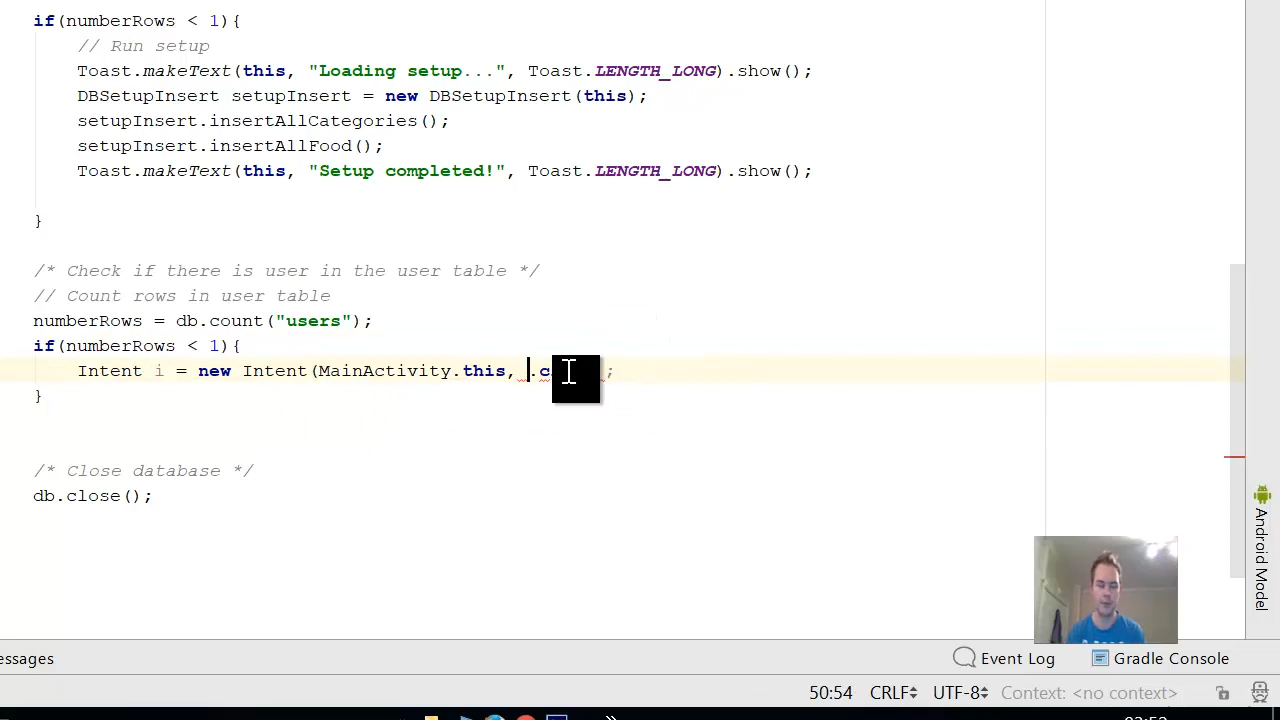 if(numberRows < 1){
// Run setup
Toast.makeText(this, "Loading setup...", Toast.LENGTH_LONG).show();
DBSetupInsert setupInsert = new DBSetupInsert(this);
setupInsert.insertAllCategories();
setupInsert.insertAllFood();
Toast.makeText(this, "Setup completed!", Toast.LENGTH_LONG).show();
}
/* Check if there is user in the user table */
// Count rows in user table
numberRows = db.count("users");
if(numberRows < 1){
Intent i = new Intent(MainActivity.this, .c ;
}
/* Close database */
db.close();
Android Model
essages
Event Log
Gradle Console
50:54
CRLF
UTF-8
Context: <no context>